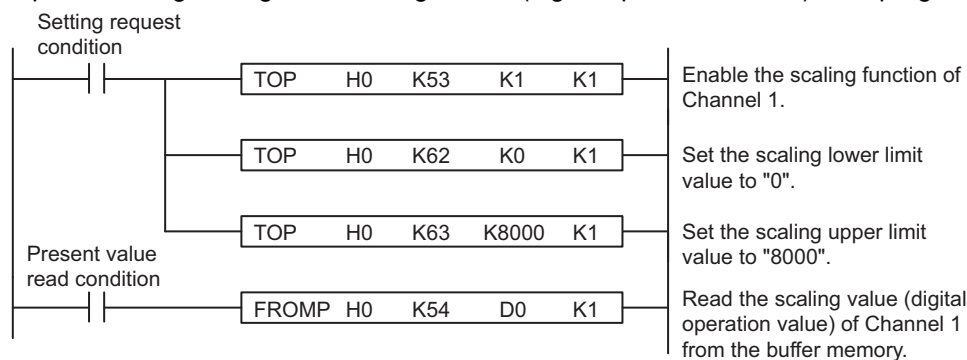 Setting request
condition
TOP H0 K53 K1 K1
Enable the scaling function of
Channel 1.
TOP H0 K62 K0 K1
Set the scaling lower limit
value to "0".
TOP H0 K63 K8000 K1
Set the scaling upper limit
value to "8000".
Present value
read condition
FROMP H0 K54 D0 K1
Read the scaling value (digital
operation value) of Channel 1
from the buffer memory.